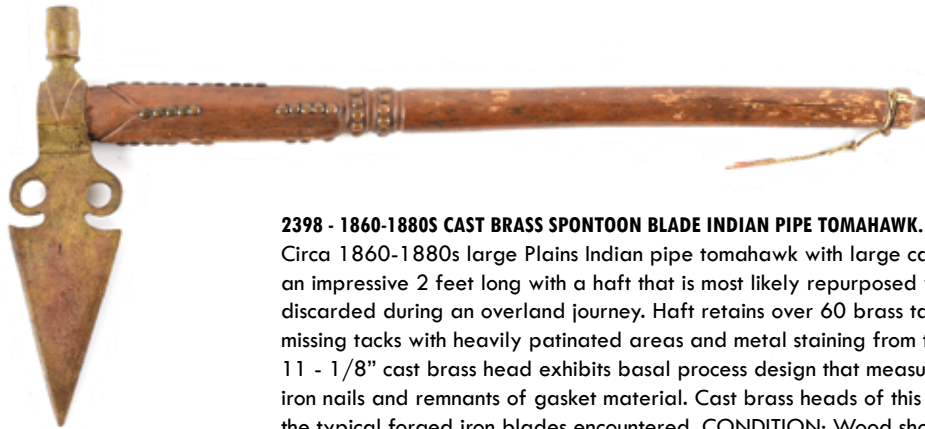 2398 - 1860-1880S CAST BRASS SPONTOON BLADE INDIAN PIPE TOMAHAWK.
Circa 1860-1880s large Plains Indian pipe tomahawk with large
an impressive 2 feet long with a haft that is most likely repurposed
discarded during an overland journey. Haft retains over 60 brass
missing tacks with heavily patinated areas and metal staining from
11 - 1/8” cast brass head exhibits basal process design that
iron nails and remnants of gasket material. Cast brass heads of this
the typical forged iron blades encountered. CONDITION: Wood